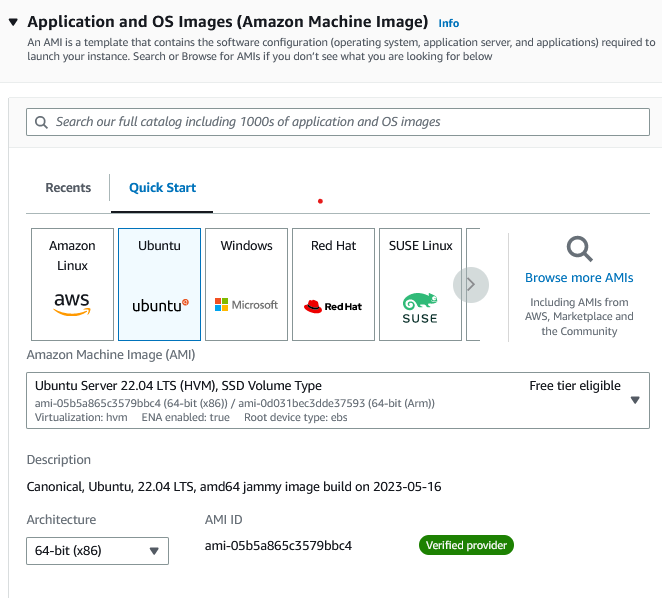 Application and OS Images (Amazon Machine Image) Info
An AMI is a template that contains the software configuration (operating system, application server, and applications) required to
launch your instance. Search or Browse for AMIs if you don't see what you are looking for below
Search our full catalog including 1000s of application and OS images
Recents
Quick Start
Amazon
Linux
aws
Ubuntu
ubuntu
Windows
Microsoft
Red Hat
Red Hat
SUSE Linux
SUSE
Browse more AMIs
Including AMIs from
AWS, Marketplace and
the Community
Amazon Machine Image (AMI)
Ubuntu Server 22.04 LTS (HVM), SSD Volume Type Free tier eligible
ami-05b5a865c3579bbc4 (64-bit (x86)) / ami-0d031bec3dde37593 (64-bit (Arm))
Virtualization: hvm ENA enabled: true Root device type: ebs
Description
Canonical, Ubuntu, 22.04 LTS, amd64 jammy image build on 2023-05-16
Architecture
64-bit (x86)
AMI ID
ami-05b5a865c3579bbc4
Verified provider